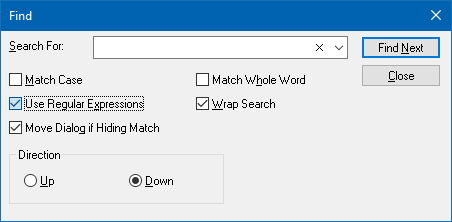 Find
Search For:
Find Next
Match Case
Match Whole Word
Close
Use Regular Expressions
Wrap Search
Move Dialog if Hiding Match
Direction
Up
Down